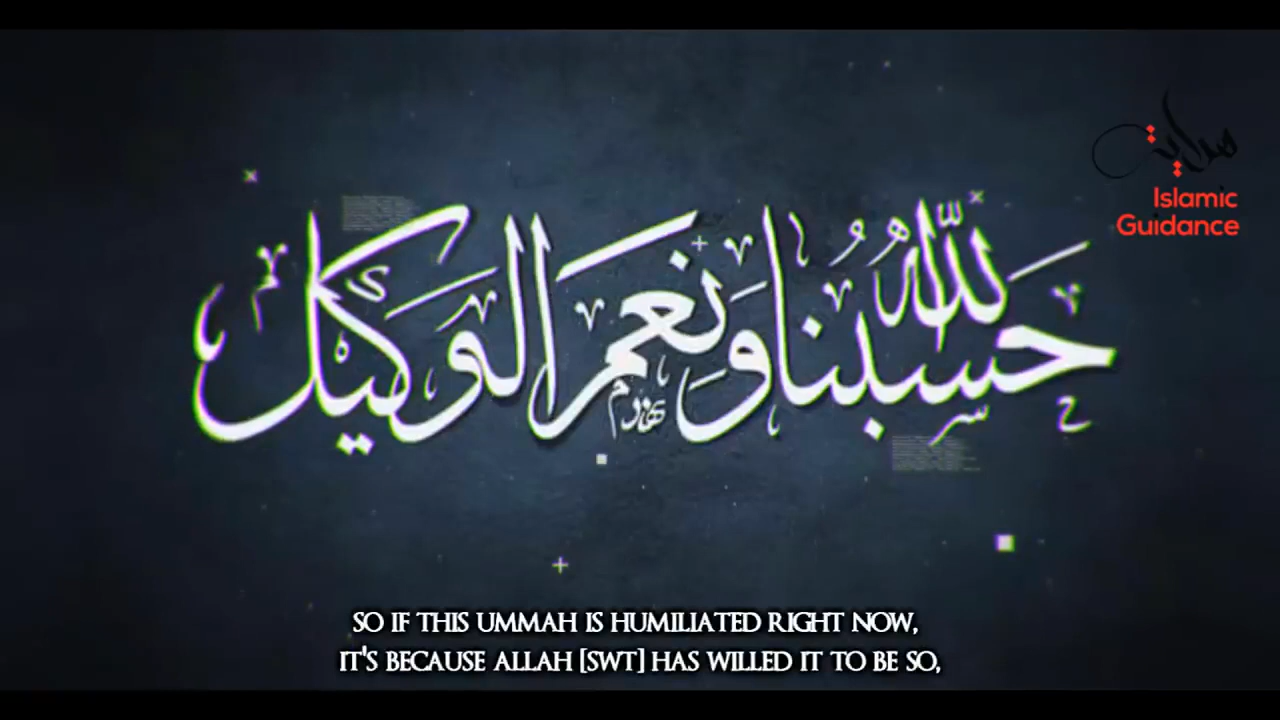 هداية
Islamic
Guidance
حسبنا الله ونعم الوكيل
SO IF THIS UMMAH IS HUMILIATED RIGHT NOW,
IT'S BECAUSE ALLAH [SWT] HAS WILLED IT TO BE SO,